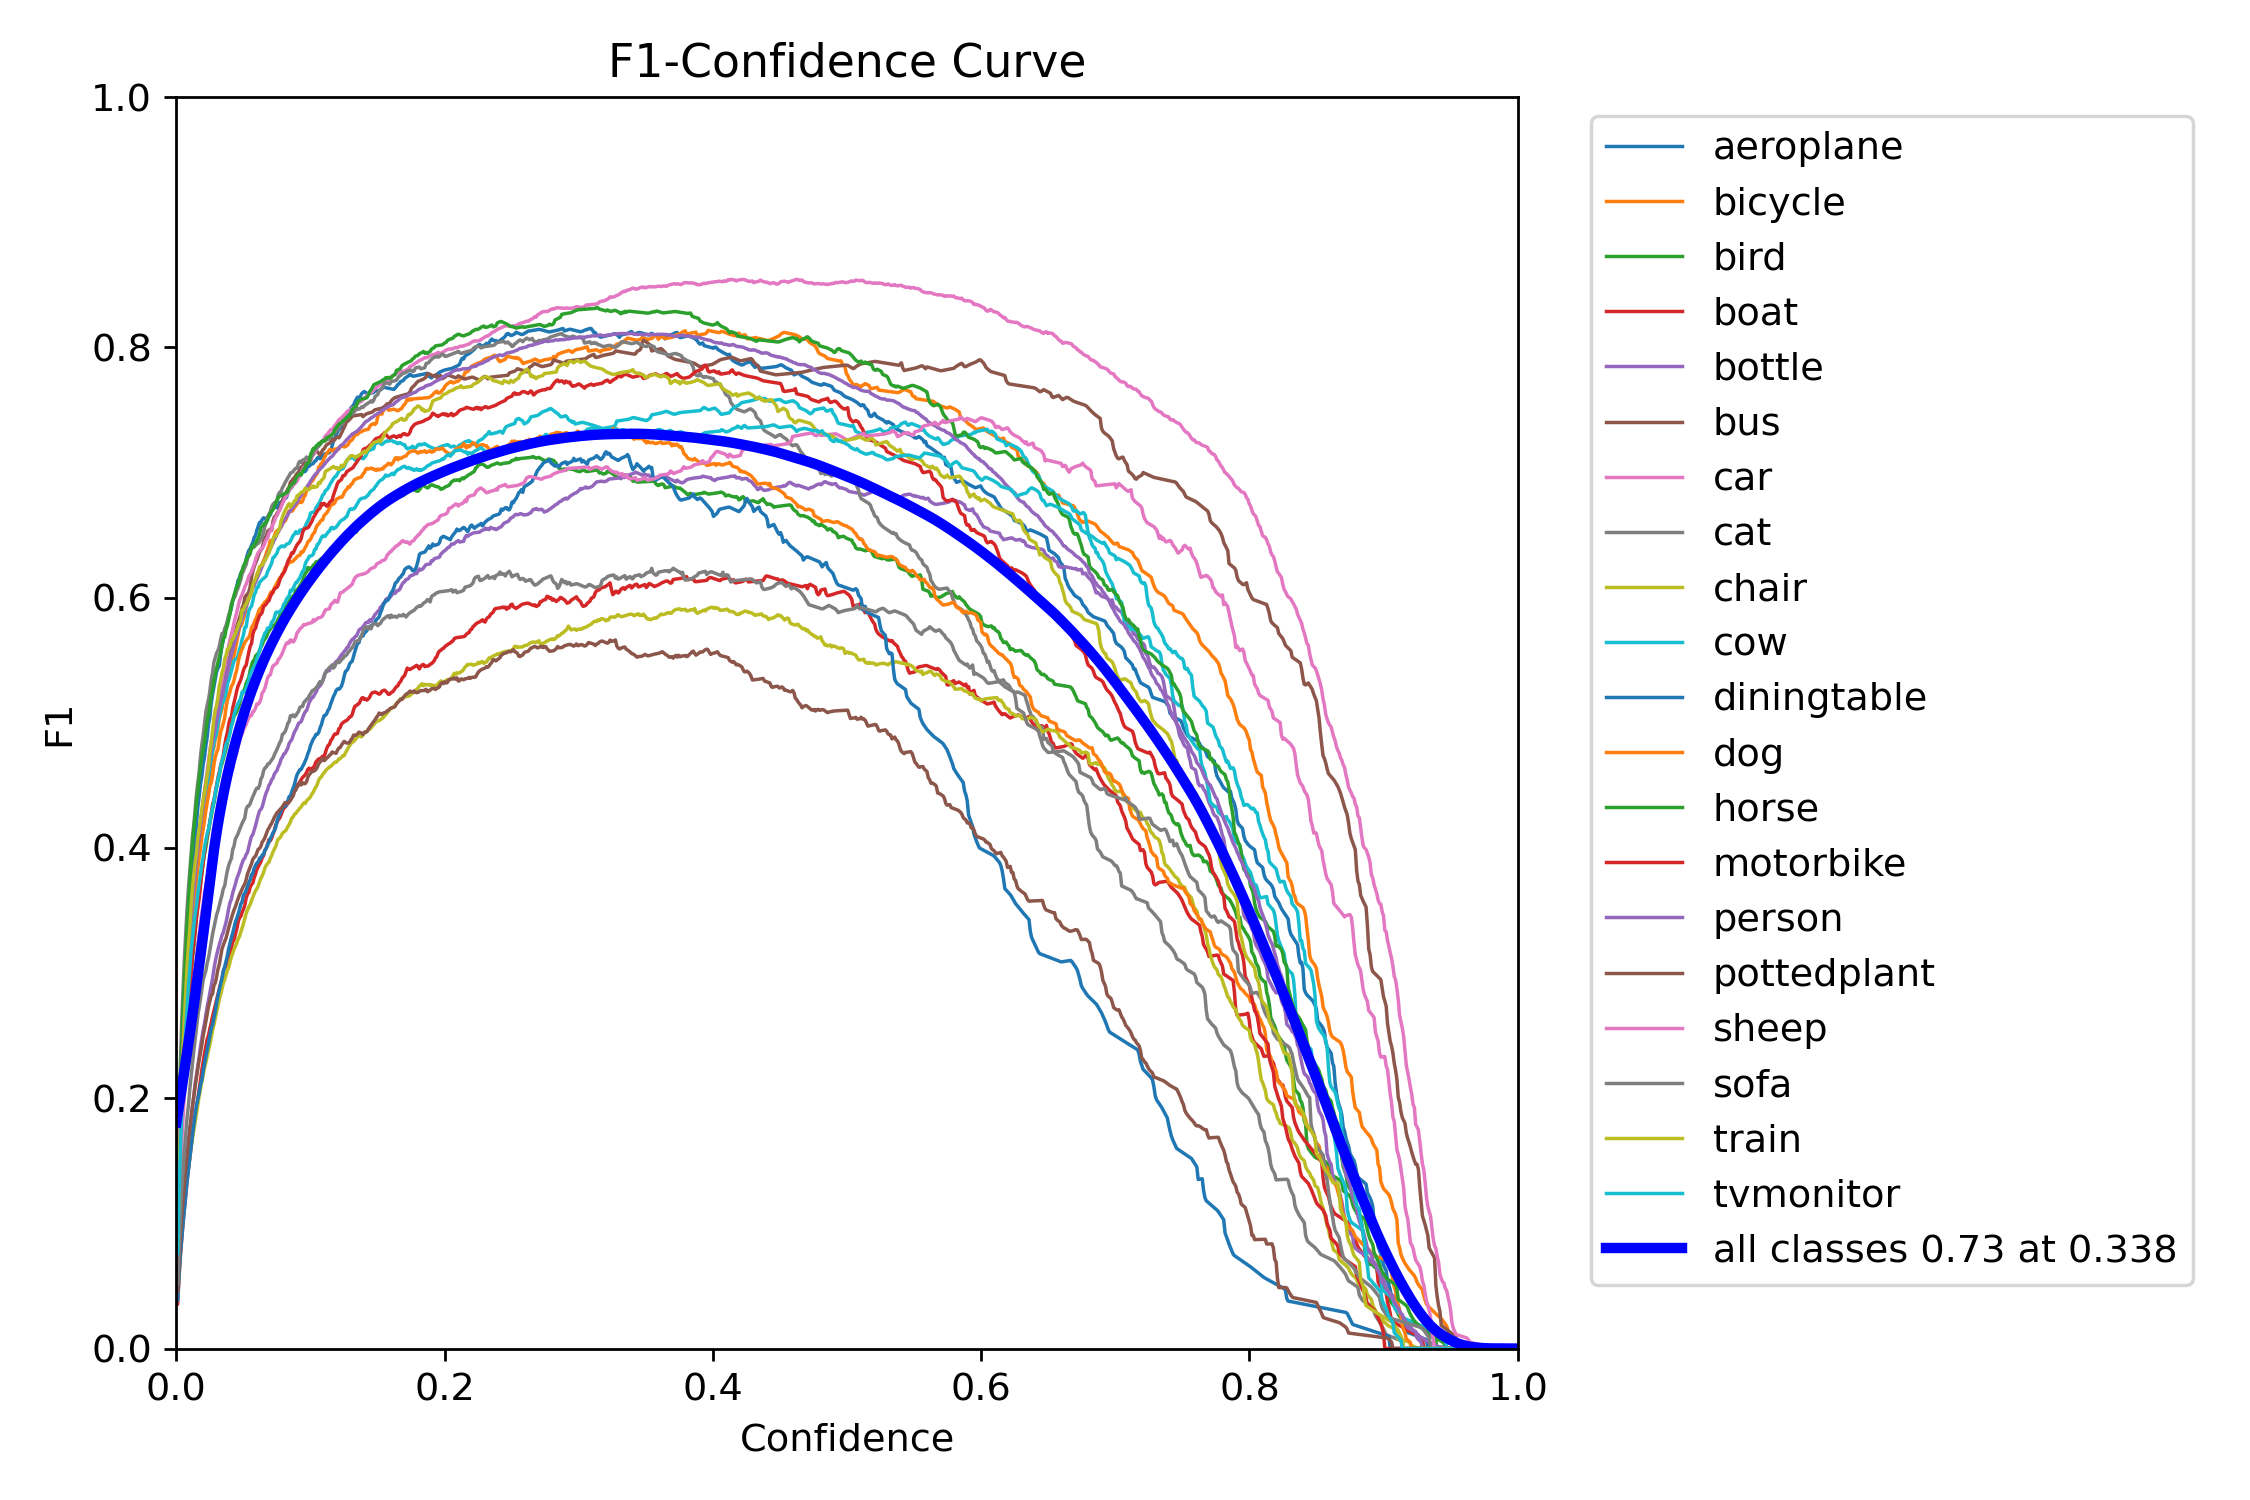 F1-Confidence Curve
1.0
0.8
0.6
0.4
0.2
0.0
F1
0.0 0.2 0.4 0.6 0.8 1.0
Confidence
aeroplane
bicycle
bird
boat
bottle
bus
car
cat
chair
cow
diningtable
dog
horse
motorbike
person
pottedplant
sheep
sofa
train
tvmonitor
all classes 0.73 at 0.338